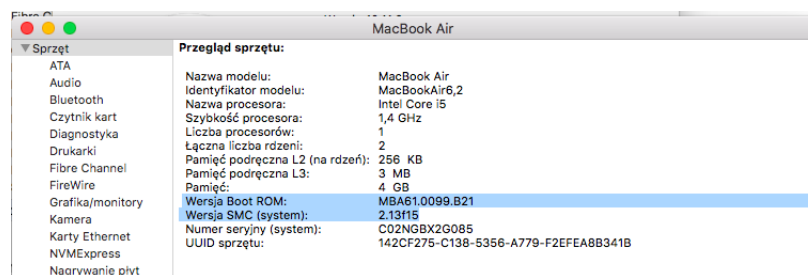 MacBook Air
Sprzęt
ATA
Audio
Bluetooth
Czytnik kart
Diagnostyka
Drukarki
Fibre Channel
FireWire
Grafika/monitory
Kamera
Karty Ethernet
NVMExpress
Nagrywanie płyt
Przegląd sprzętu:
Nazwa modelu: MacBook Air
Identyfikator modelu: MacBookAir6,2
Nazwa procesora: Intel Core i5
Szybkość procesora: 1,4 GHz
Liczba procesorów: 1
Łączna liczba rdzeni: 2
Pamięć podręczna L2 (na rdzeń): 256 KB
Pamięć podręczna L3: 3 MB
Pamięć: 4 GB
Wersja Boot ROM: MBA61.0099.B21
Wersja SMC (system): 2.13f15
Numer seryjny (system): C02NGBX2G085
UUID sprzętu: 142CF275-C138-5356-A779-F2EFEA8B341B